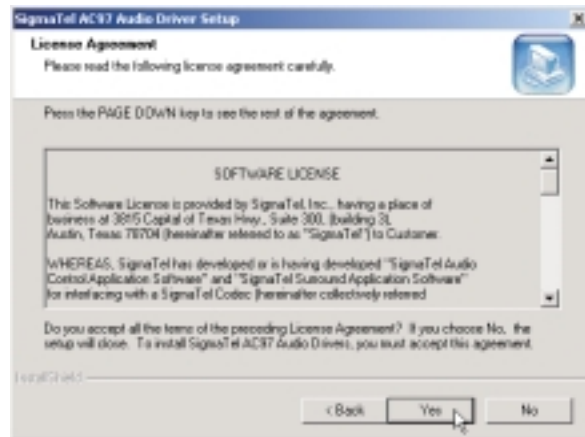 SigmaTel AC97 Audio Driver Setup
License Agreement
Please read the following license agreement carefully.
Press the PAGE DOWN key to see the rest of the agreement.
SOFTWARE LICENSE
This Software License is provided by SigmaTel, Inc., having a place of
business at 3815 Capital of Texas Hwy., Suite 300, (building 3),
Austin, Texas 78704 (hereinafter referred to as "SigmaTel") to Customer.
WHEREAS, SigmaTel has developed or is having developed "SigmaTel Audio
Control Application Software" and "SigmaTel Surround Application Software"
for interfacing with a SigmaTel Codec (hereinafter collectively referred
Do you accept all the terms of the preceding License Agreement? If you choose No, the
setup will close. To install SigmaTel AC97 Audio Drivers, you must accept this agreement.
InstallShield
< Back Yes No